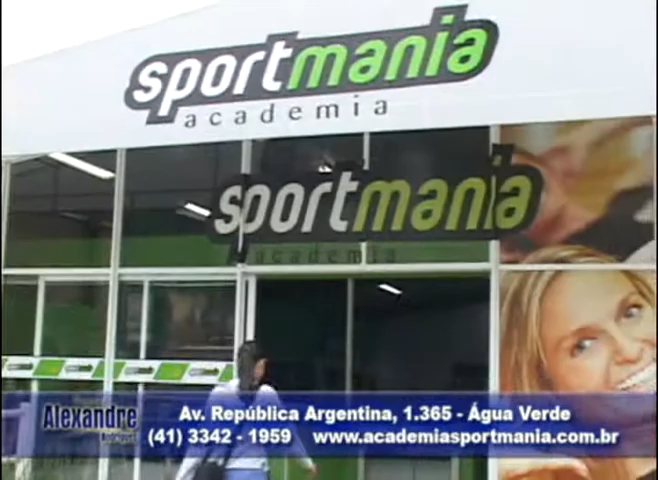 sportmania
academia
sportmania
academia
Alexandre
Av. República Argentina, 1.365 - Água Verde
(41) 3342 - 1959 www.academiasportmania.com.br